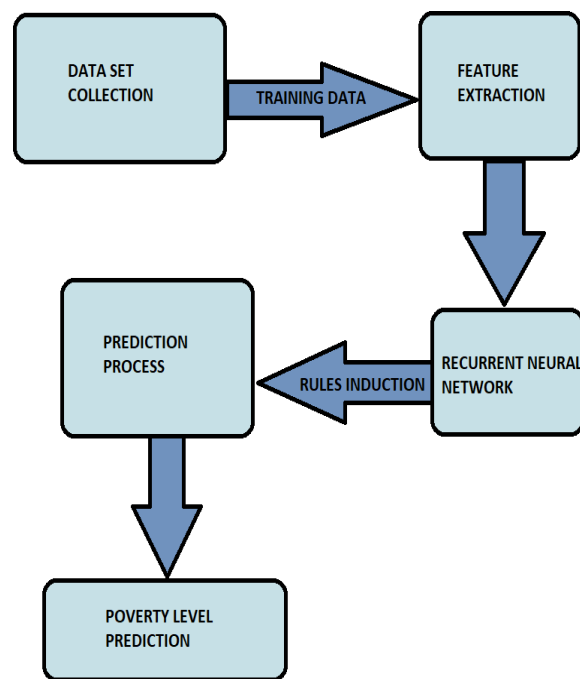 DATA SET
COLLECTION
TRAINING DATA
FEATURE
EXTRACTION
RECURRENT NEURAL
NETWORK
RULES INDUCTION
PREDICTION
PROCESS
POVERTY LEVEL
PREDICTION